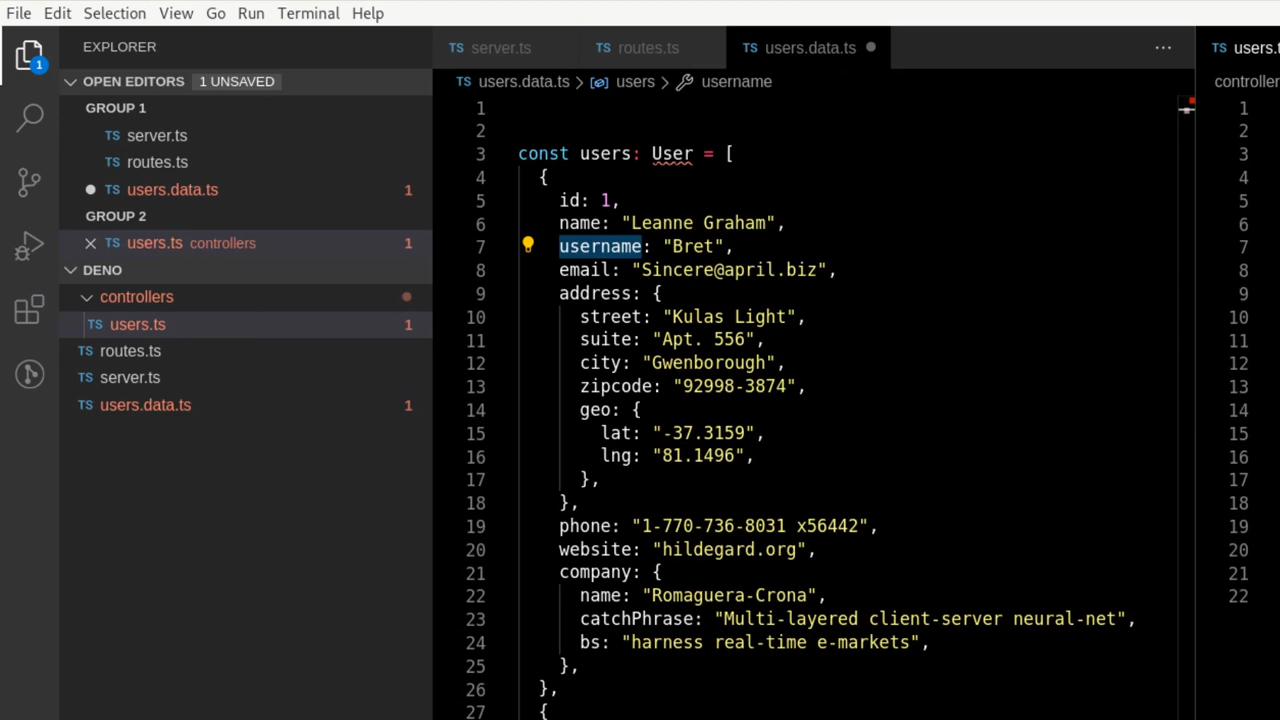 File Edit Selection View Go Run Terminal Help
EXPLORER
1
OPEN EDITORS 1 UNSAVED
GROUP 1
TS server.ts
TS routes.ts
TS users.data.ts 1
GROUP 2
TS users.ts controllers 1
DENO
controllers
TS users.ts 1
TS routes.ts
TS server.ts
TS users.data.ts 1
TS server.ts TS routes.ts TS users.data.ts ···
TS users.data.ts > users > username
1
2
3 const users: User = [
4 {
5 id: 1,
6 name: "Leanne Graham",
7 username: "Bret",
8 email: "Sincere@april.biz",
9 address: {
10 street: "Kulas Light",
11 suite: "Apt. 556",
12 city: "Gwenborough",
13 zipcode: "92998-3874",
14 geo: {
15 lat: "-37.3159",
16 lng: "81.1496",
17 },
18 },
19 phone: "1-770-736-8031 x56442",
20 website: "hildegard.org",
21 company: {
22 name: "Romaguera-Crona",
23 catchPhrase: "Multi-layered client-server neural-net",
24 bs: "harness real-time e-markets",
25 },
26 },
27 {
TS users.t
controller
1
2
3
4
5
6
7
8
9
10
11
12
13
14
15
16
17
18
19
20
21
22